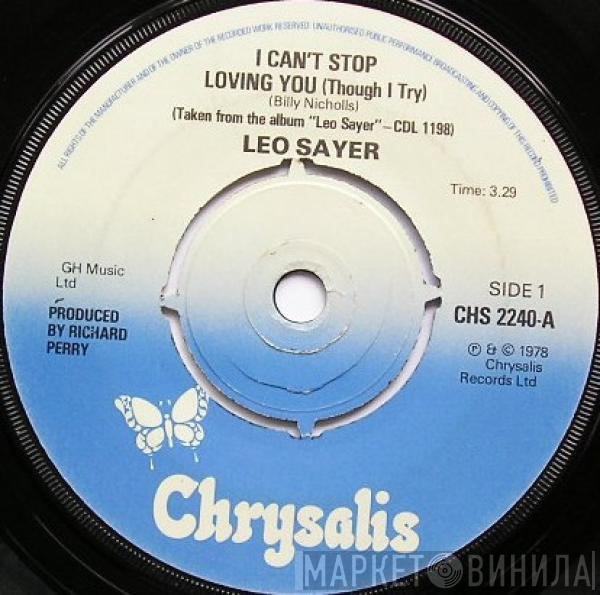 ALL RIGHTS OF THE MANUFACTURER AND OF THE OWNER OF THE RECORDED WORK RESERVED. UNAUTHORISED PUBLIC PERFORMANCE BROADCASTING AND COPYING OF THIS RECORD PROHIBITED
I CAN'T STOP
LOVING YOU (Though I Try)
(Billy Nicholls)
(Taken from the album "Leo Sayer"–CDL 1198)
LEO SAYER
Time: 3.29
GH Music
Ltd
PRODUCED
BY RICHARD
PERRY
SIDE 1
CHS 2240-A
℗ & © 1978
Chrysalis
Records Ltd
Chrysalis
МАРКЕТ ВИНИЛА